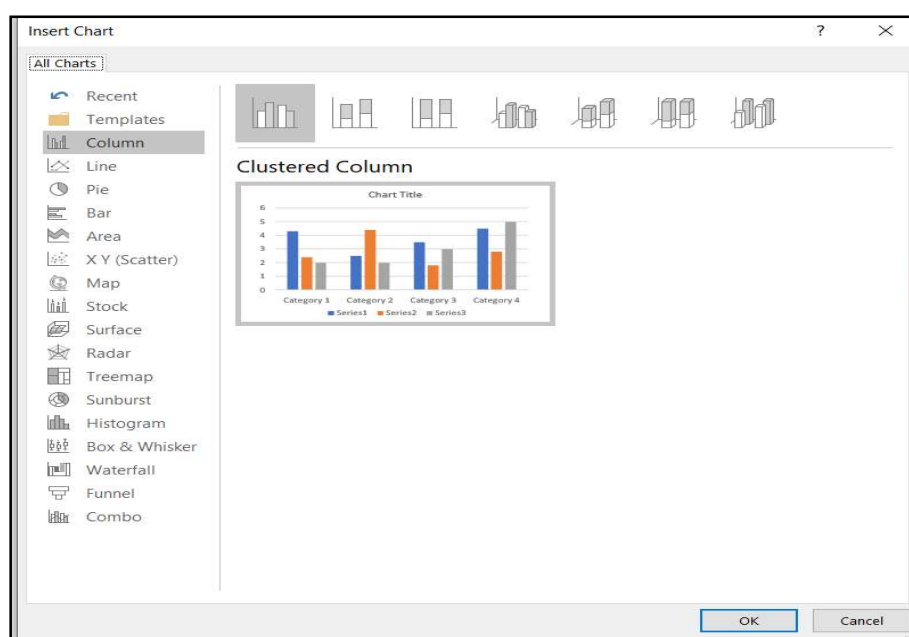 Insert Chart ? ×
All Charts
Recent
Templates
Column
Line
Pie
Bar
Area
X Y (Scatter)
Map
Stock
Surface
Radar
Treemap
Sunburst
Histogram
Box & Whisker
Waterfall
Funnel
Combo
Clustered Column
Chart Title
6
5
4
3
2
1
0
Category 1 Category 2 Category 3 Category 4
Series1 Series2 Series3
OK Cancel